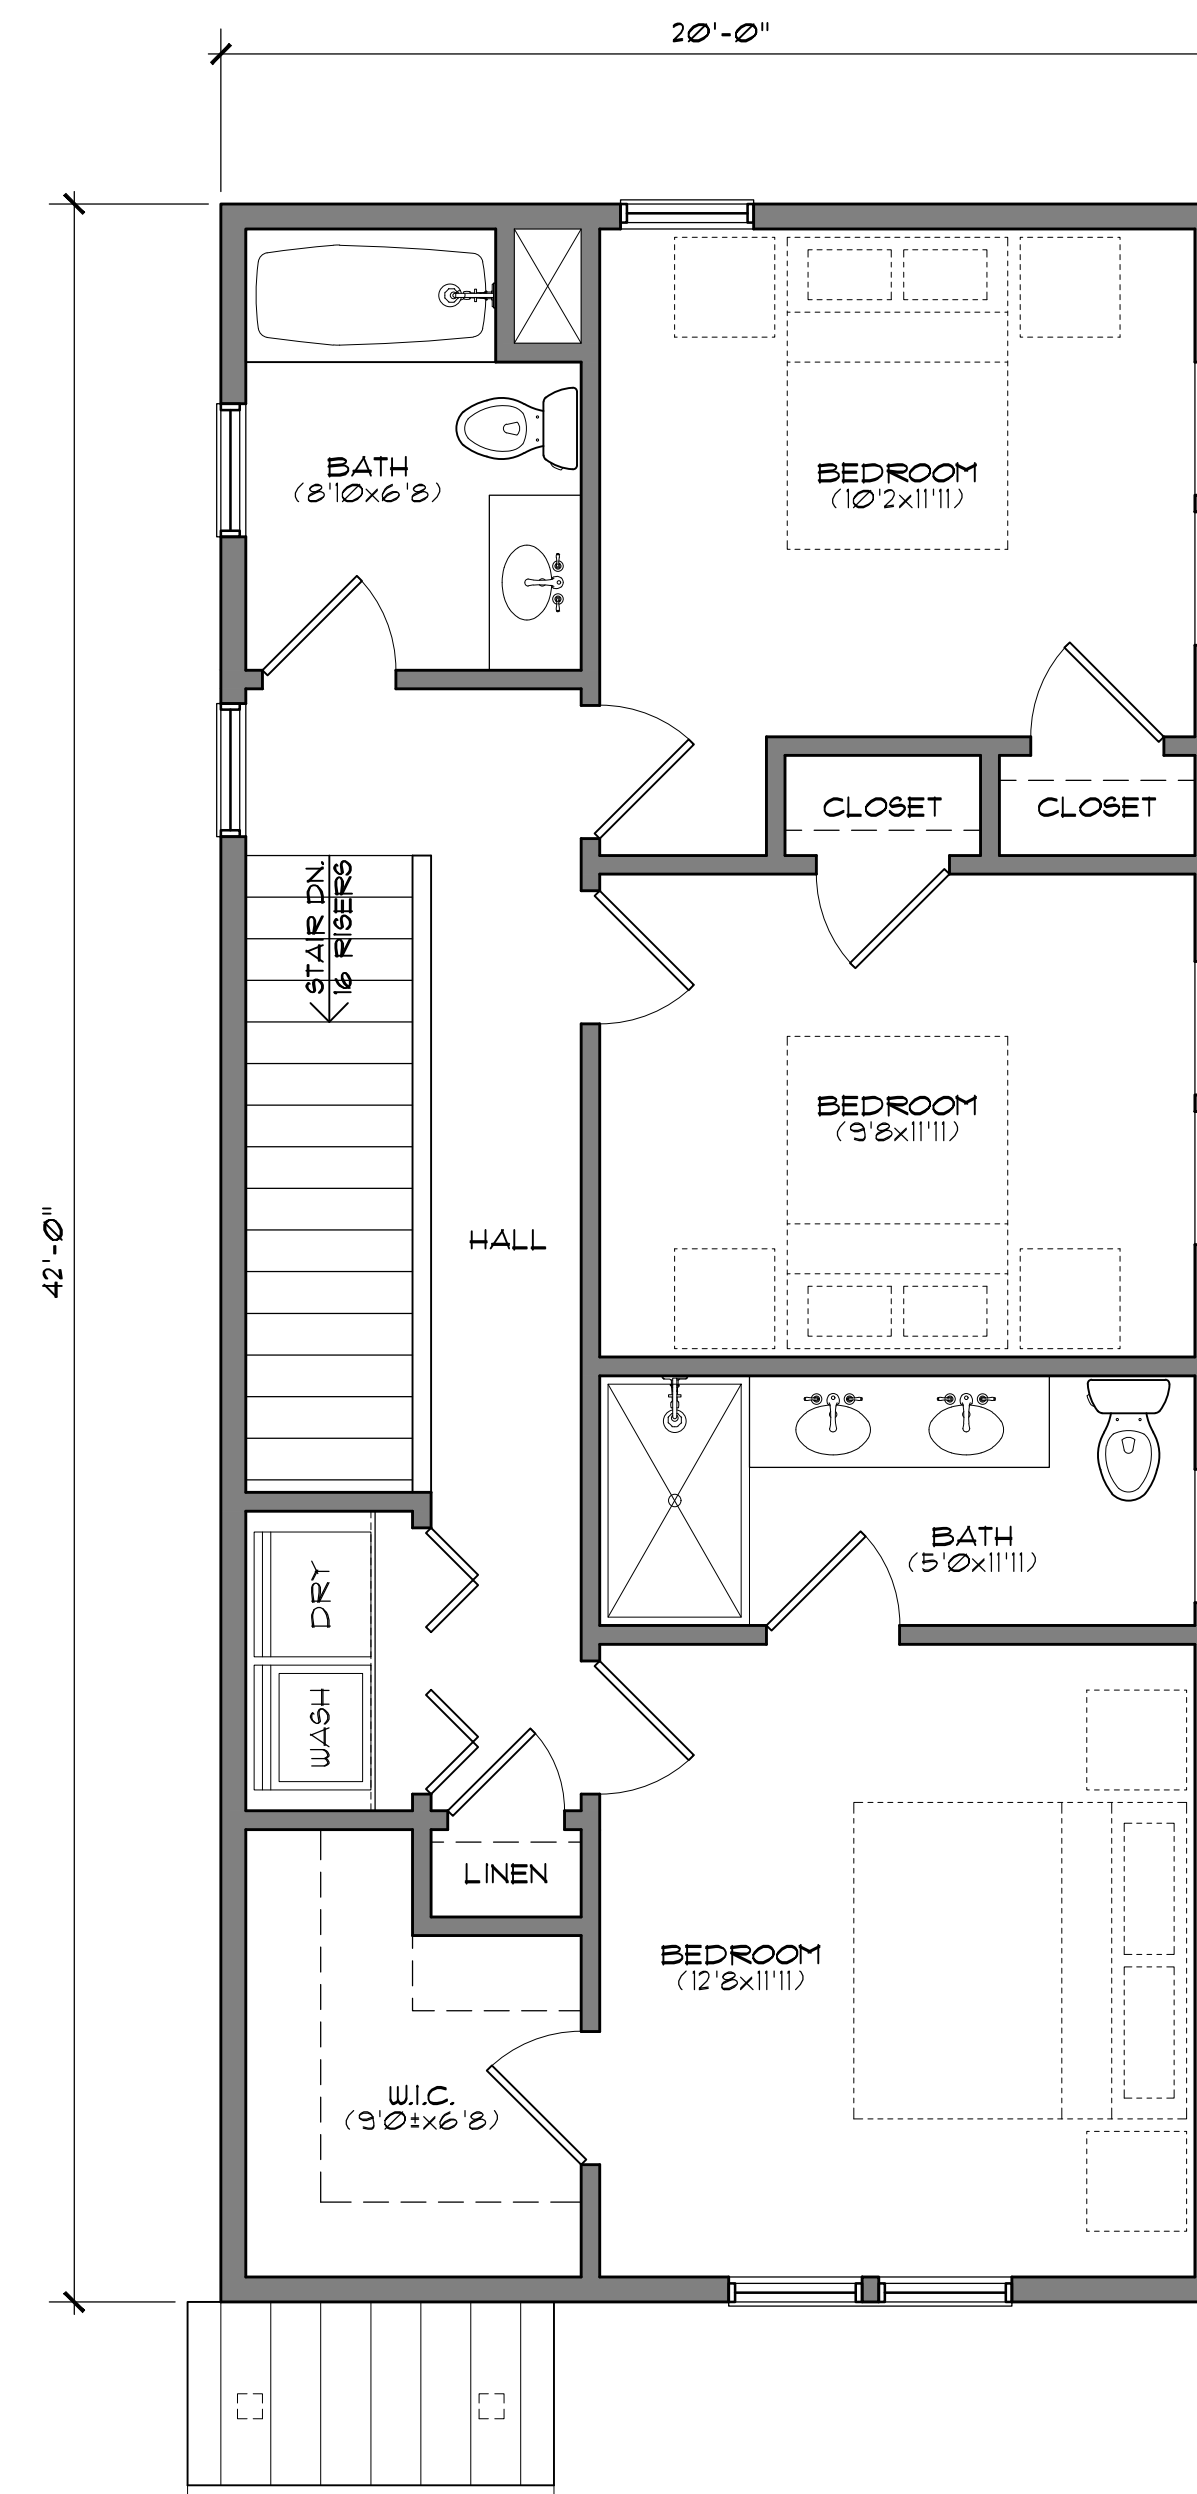 20'-0"
BATH
(8'10x6'8)
BEDROOM
(10'2x11'11)
CLOSET
CLOSET
STAIR DN.
16 RISERS
BEDROOM
(9'8x11'11)
42'-0"
HALL
BATH
(5'0x11'11)
DRY
WASH
LINEN
BEDROOM
(12'8x11'11)
W.I.C.
(9'0±x6'8)